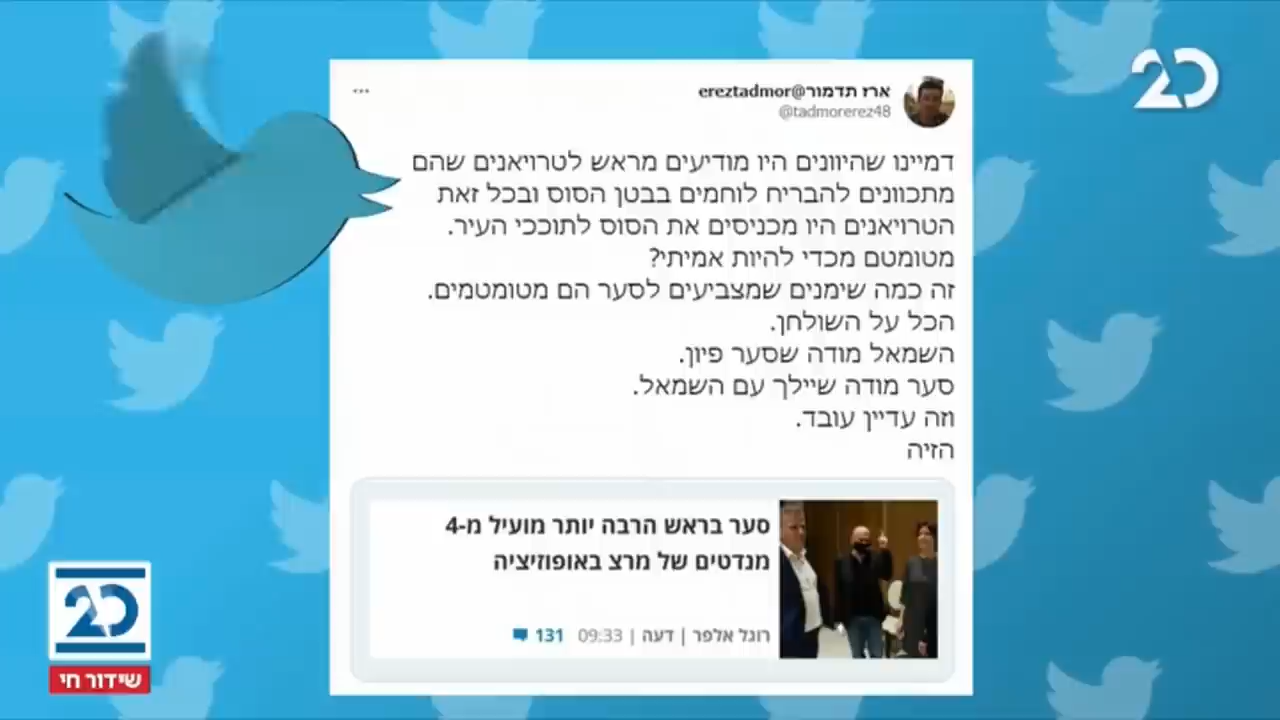 20
ארז תדמור@ereztadmor
@tadmorerez48
דמיינו שהיוונים היו מודיעים מראש לטרויאנים שהם
מתכוונים להבריח לוחמים בבטן הסוס ובכל זאת
הטרויאנים היו מכניסים את הסוס לתוככי העיר.
מטומטם מכדי להיות אמיתי?
זה כמה שימנים שמצביעים לסער הם מטומטמים.
הכל על השולחן.
השמאל מודה שסער פיון.
סער מודה שיילך עם השמאל.
וזה עדיין עובד.
הזיה
סער בראש הרבה יותר מועיל מ-4
מנדטים של מרצ באופוזיציה
רוגל אלפר | דעה | 09:33 131
20
שידור חי